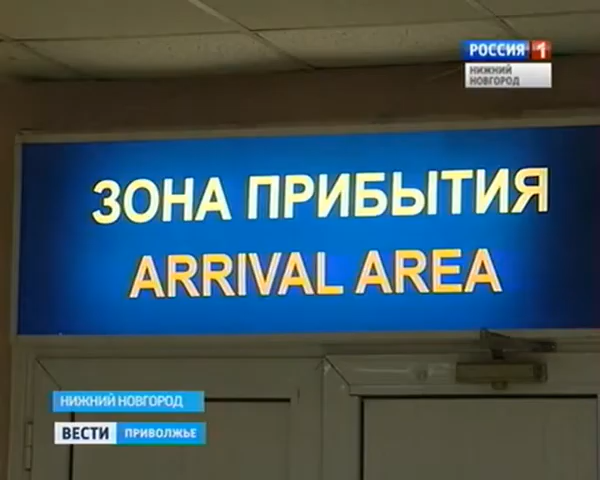 РОССИЯ 1
НИЖНИЙ
НОВГОРОД
ЗОНА ПРИБЫТИЯ
ARRIVAL AREA
НИЖНИЙ НОВГОРОД
ВЕСТИ ПРИВОЛЖЬЕ